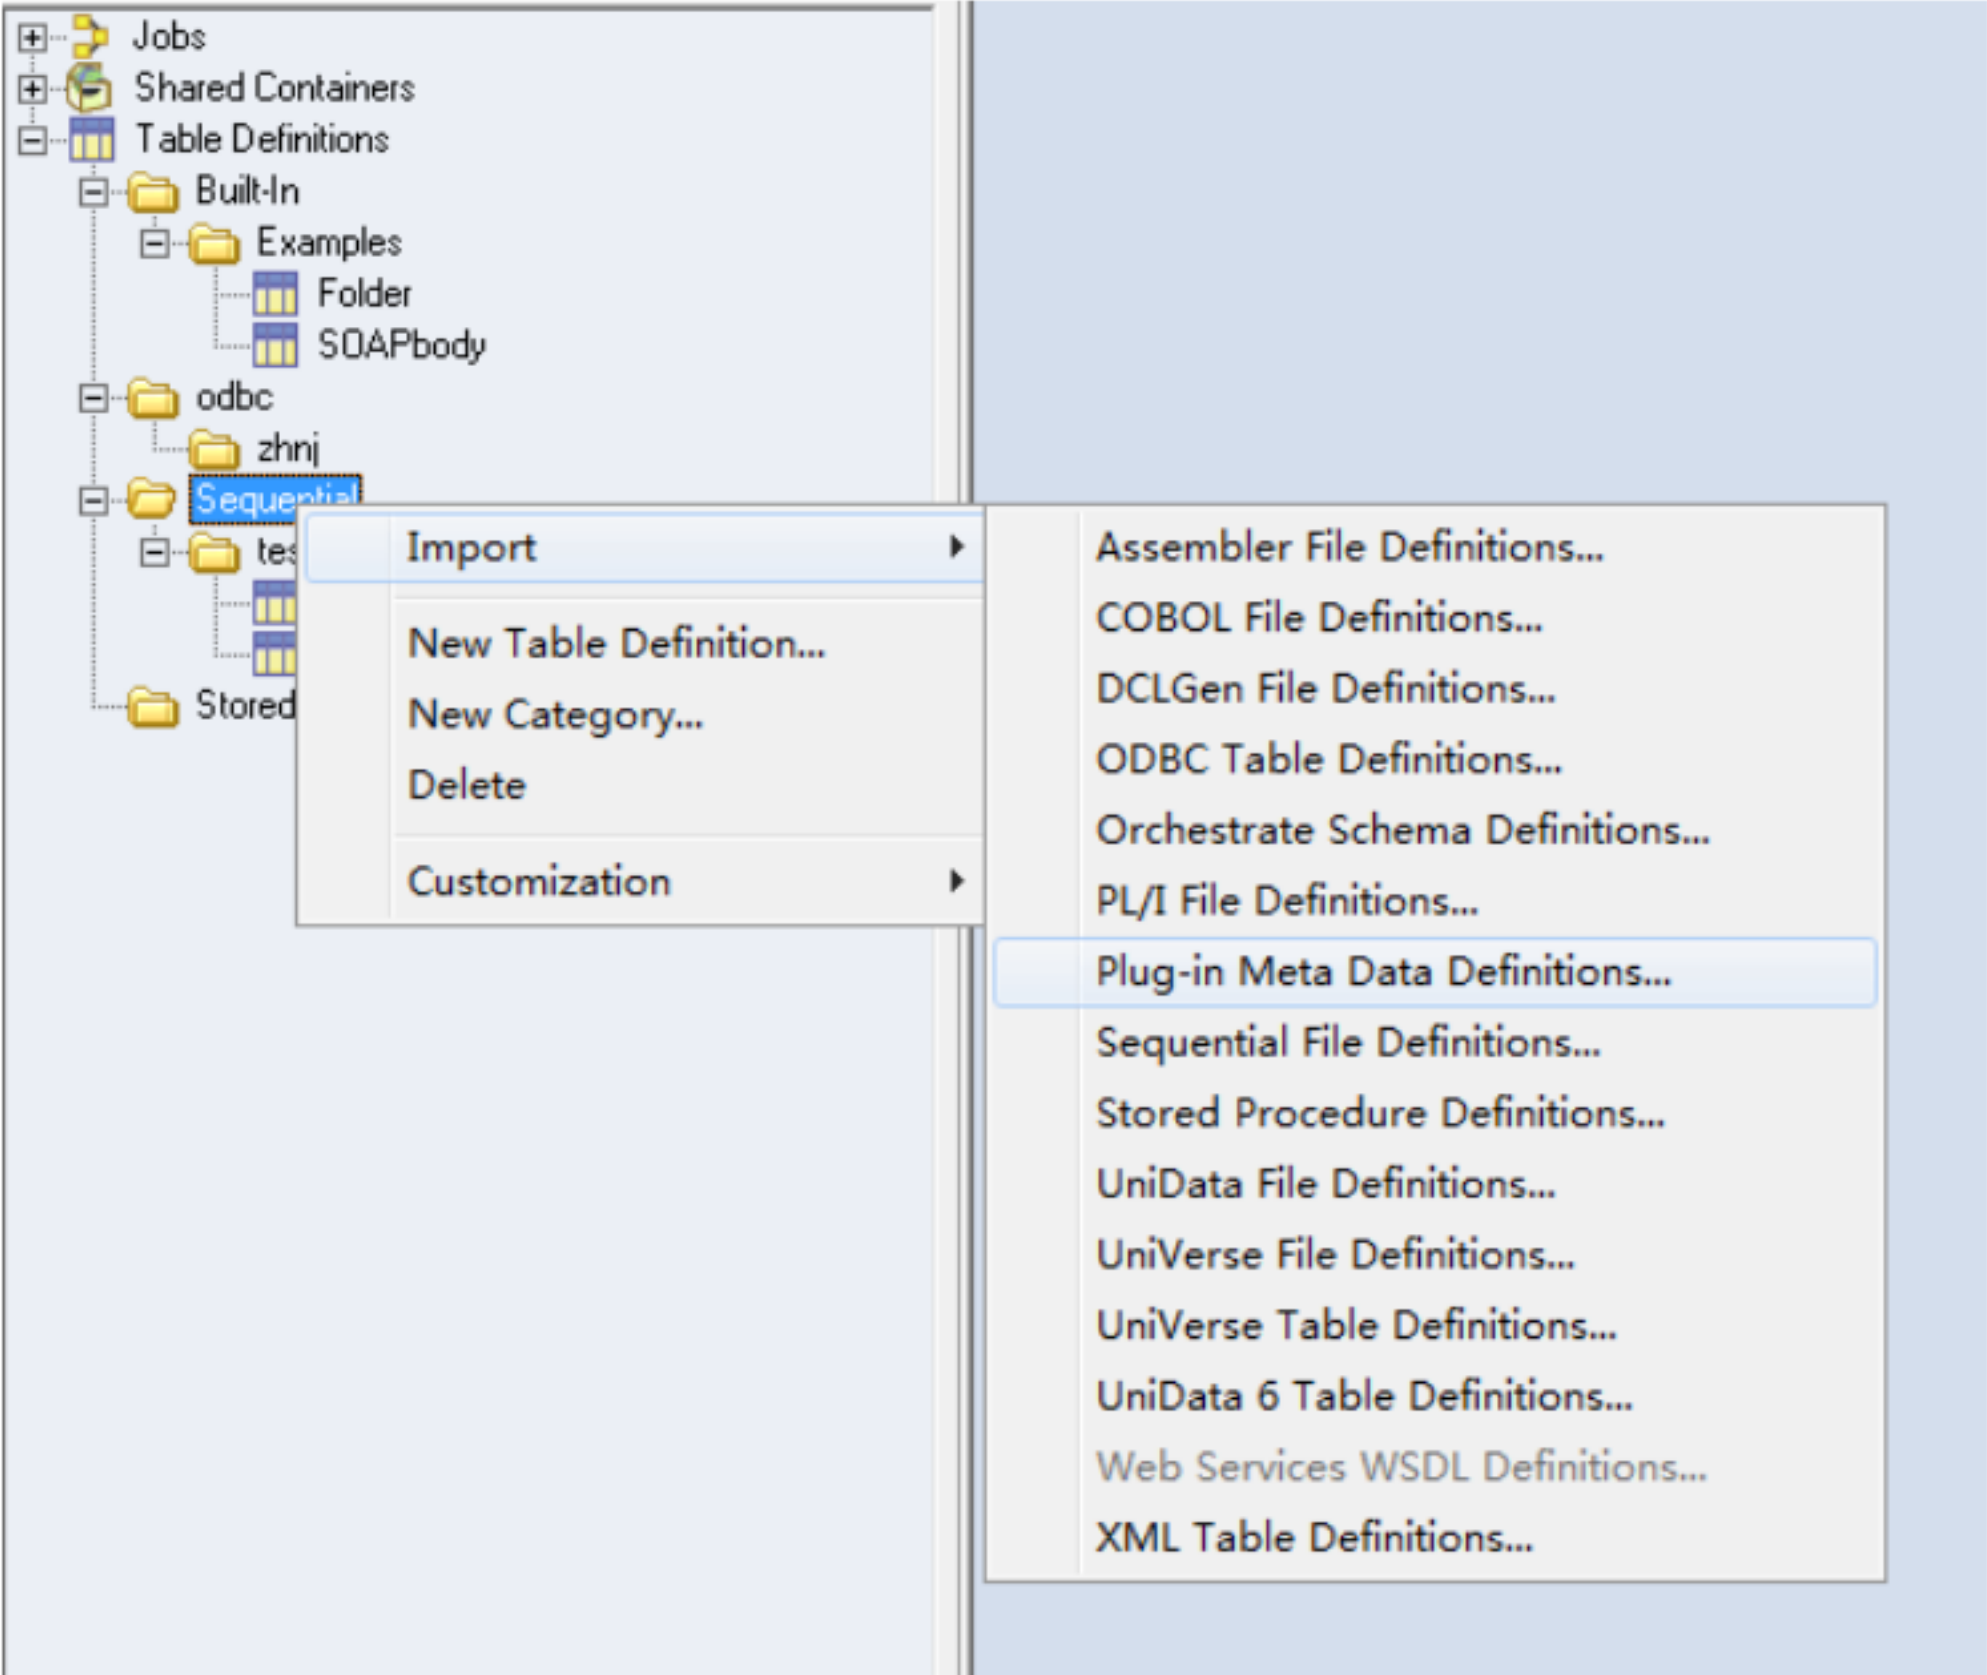 Jobs
Shared Containers
Table Definitions
Built-In
Examples
Folder
SOAPbody
odbc
zhnj
Sequential
Stored
Import
New Table Definition...
New Category...
Delete
Customization
Assembler File Definitions...
COBOL File Definitions...
DCLGen File Definitions...
ODBC Table Definitions...
Orchestrate Schema Definitions...
PL/I File Definitions...
Plug-in Meta Data Definitions...
Sequential File Definitions...
Stored Procedure Definitions...
UniData File Definitions...
UniVerse File Definitions...
UniVerse Table Definitions...
UniData 6 Table Definitions...
Web Services WSDL Definitions...
XML Table Definitions...